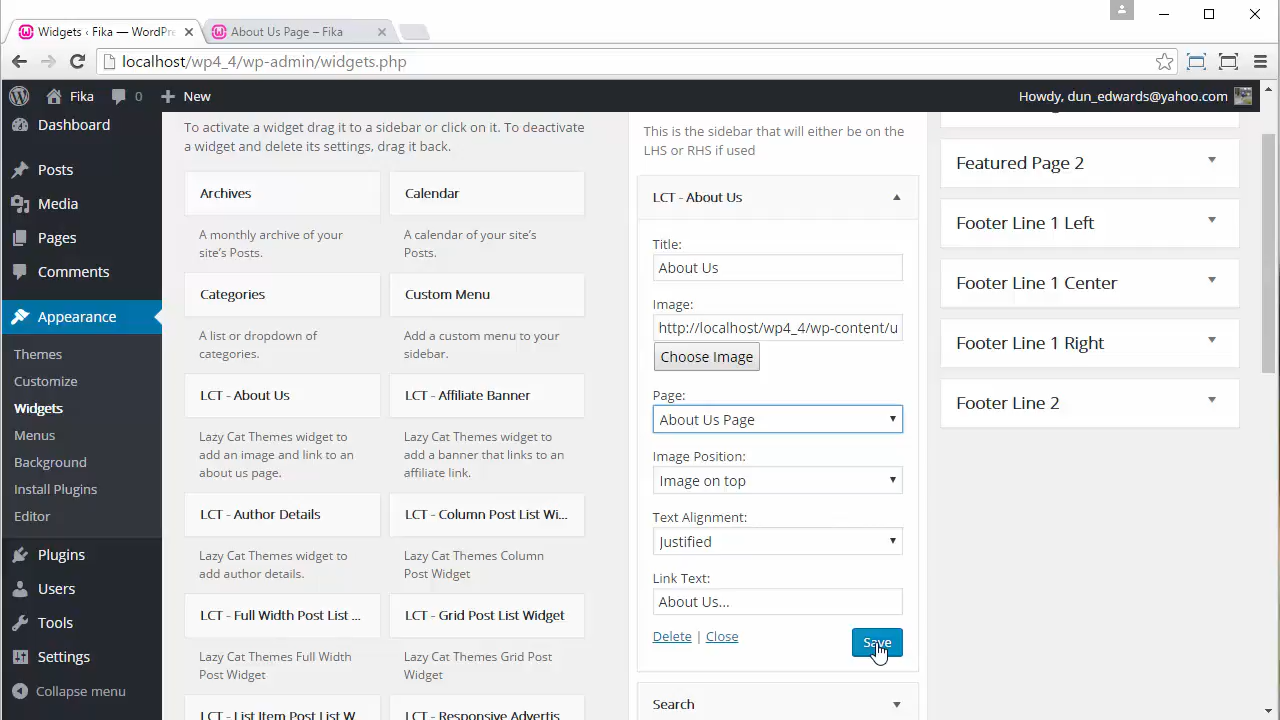 Widgets ‹ Fika — WordPre
About Us Page – Fika
localhost/wp4_4/wp-admin/widgets.php
Fika
0
New
Howdy, dun_edwards@yahoo.com
Dashboard
Posts
Media
Pages
Comments
Appearance
Themes
Customize
Widgets
Menus
Background
Install Plugins
Editor
Plugins
Users
Tools
Settings
Collapse menu
To activate a widget drag it to a sidebar or click on it. To deactivate
a widget and delete its settings, drag it back.
Archives
Calendar
A monthly archive of your
site's Posts.
A calendar of your site's
Posts.
Categories
Custom Menu
A list or dropdown of
categories.
Add a custom menu to your
sidebar.
LCT - About Us
LCT - Affiliate Banner
Lazy Cat Themes widget to
add an image and link to an
about us page.
Lazy Cat Themes widget to
add a banner that links to an
affiliate link.
LCT - Author Details
LCT - Column Post List Wi...
Lazy Cat Themes widget to
add author details.
Lazy Cat Themes Column
Post Widget
LCT - Full Width Post List ...
LCT - Grid Post List Widget
Lazy Cat Themes Full Width
Post Widget
Lazy Cat Themes Grid Post
Widget
LCT - List Item Post List W
LCT - Responsive Advertis
This is the sidebar that will either be on the
LHS or RHS if used
LCT - About Us
Title:
About Us
Image:
http://localhost/wp4_4/wp-content/u
Choose Image
Page:
About Us Page
Image Position:
Image on top
Text Alignment:
Justified
Link Text:
About Us...
Delete | Close
Save
Search
Featured Page 2
Footer Line 1 Left
Footer Line 1 Center
Footer Line 1 Right
Footer Line 2